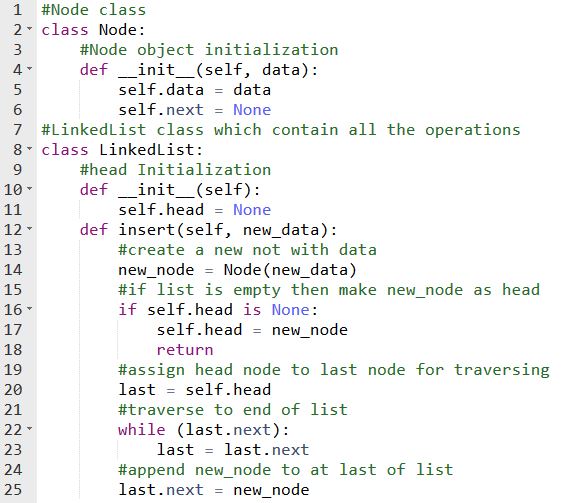 1 #Node class
2 class Node:
3     #Node object initialization
4     def __init__(self, data):
5         self.data = data
6         self.next = None
7 #LinkedList class which contain all the operations
8 class LinkedList:
9     #head Initialization
10     def __init__(self):
11         self.head = None
12     def insert(self, new_data):
13         #create a new not with data
14         new_node = Node(new_data)
15         #if list is empty then make new_node as head
16         if self.head is None:
17             self.head = new_node
18             return
19         #assign head node to last node for traversing
20         last = self.head
21         #traverse to end of list
22         while (last.next):
23             last = last.next
24         #append new_node to at last of list
25         last.next = new_node